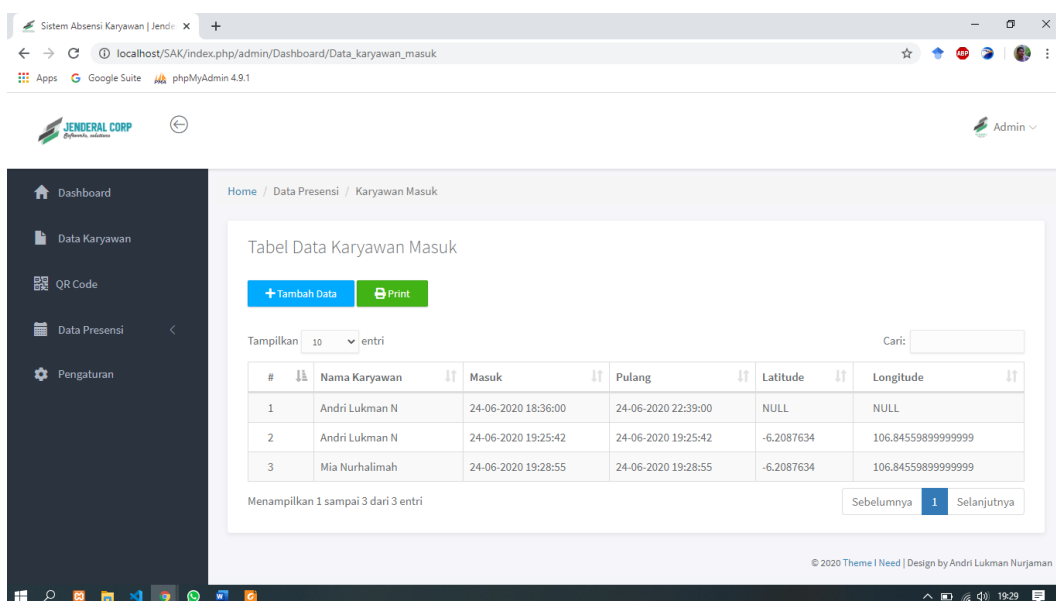 Sistem Absensi Karyawan | Jende
localhost/SAK/index.php/admin/Dashboard/Data_karyawan_masuk
ABP
Apps Google Suite phpMyAdmin 4.9.1
JENDERAL CORP
Admin
Dashboard
Data Karyawan
QR Code
Data Presensi
Pengaturan
Home / Data Presensi / Karyawan Masuk
Tabel Data Karyawan Masuk
+ Tambah Data Print
Tampilkan 10 entri Cari:
# Nama Karyawan Masuk Pulang Latitude Longitude
1 Andri Lukman N 24-06-2020 18:36:00 24-06-2020 22:39:00 NULL NULL
2 Andri Lukman N 24-06-2020 19:25:42 24-06-2020 19:25:42 -6.2087634 106.84559899999999
3 Mia Nurhalimah 24-06-2020 19:28:55 24-06-2020 19:28:55 -6.2087634 106.84559899999999
Menampilkan 1 sampai 3 dari 3 entri Sebelumnya 1 Selanjutnya
© 2020 Theme I Need | Design by Andri Lukman Nurjaman
19:29